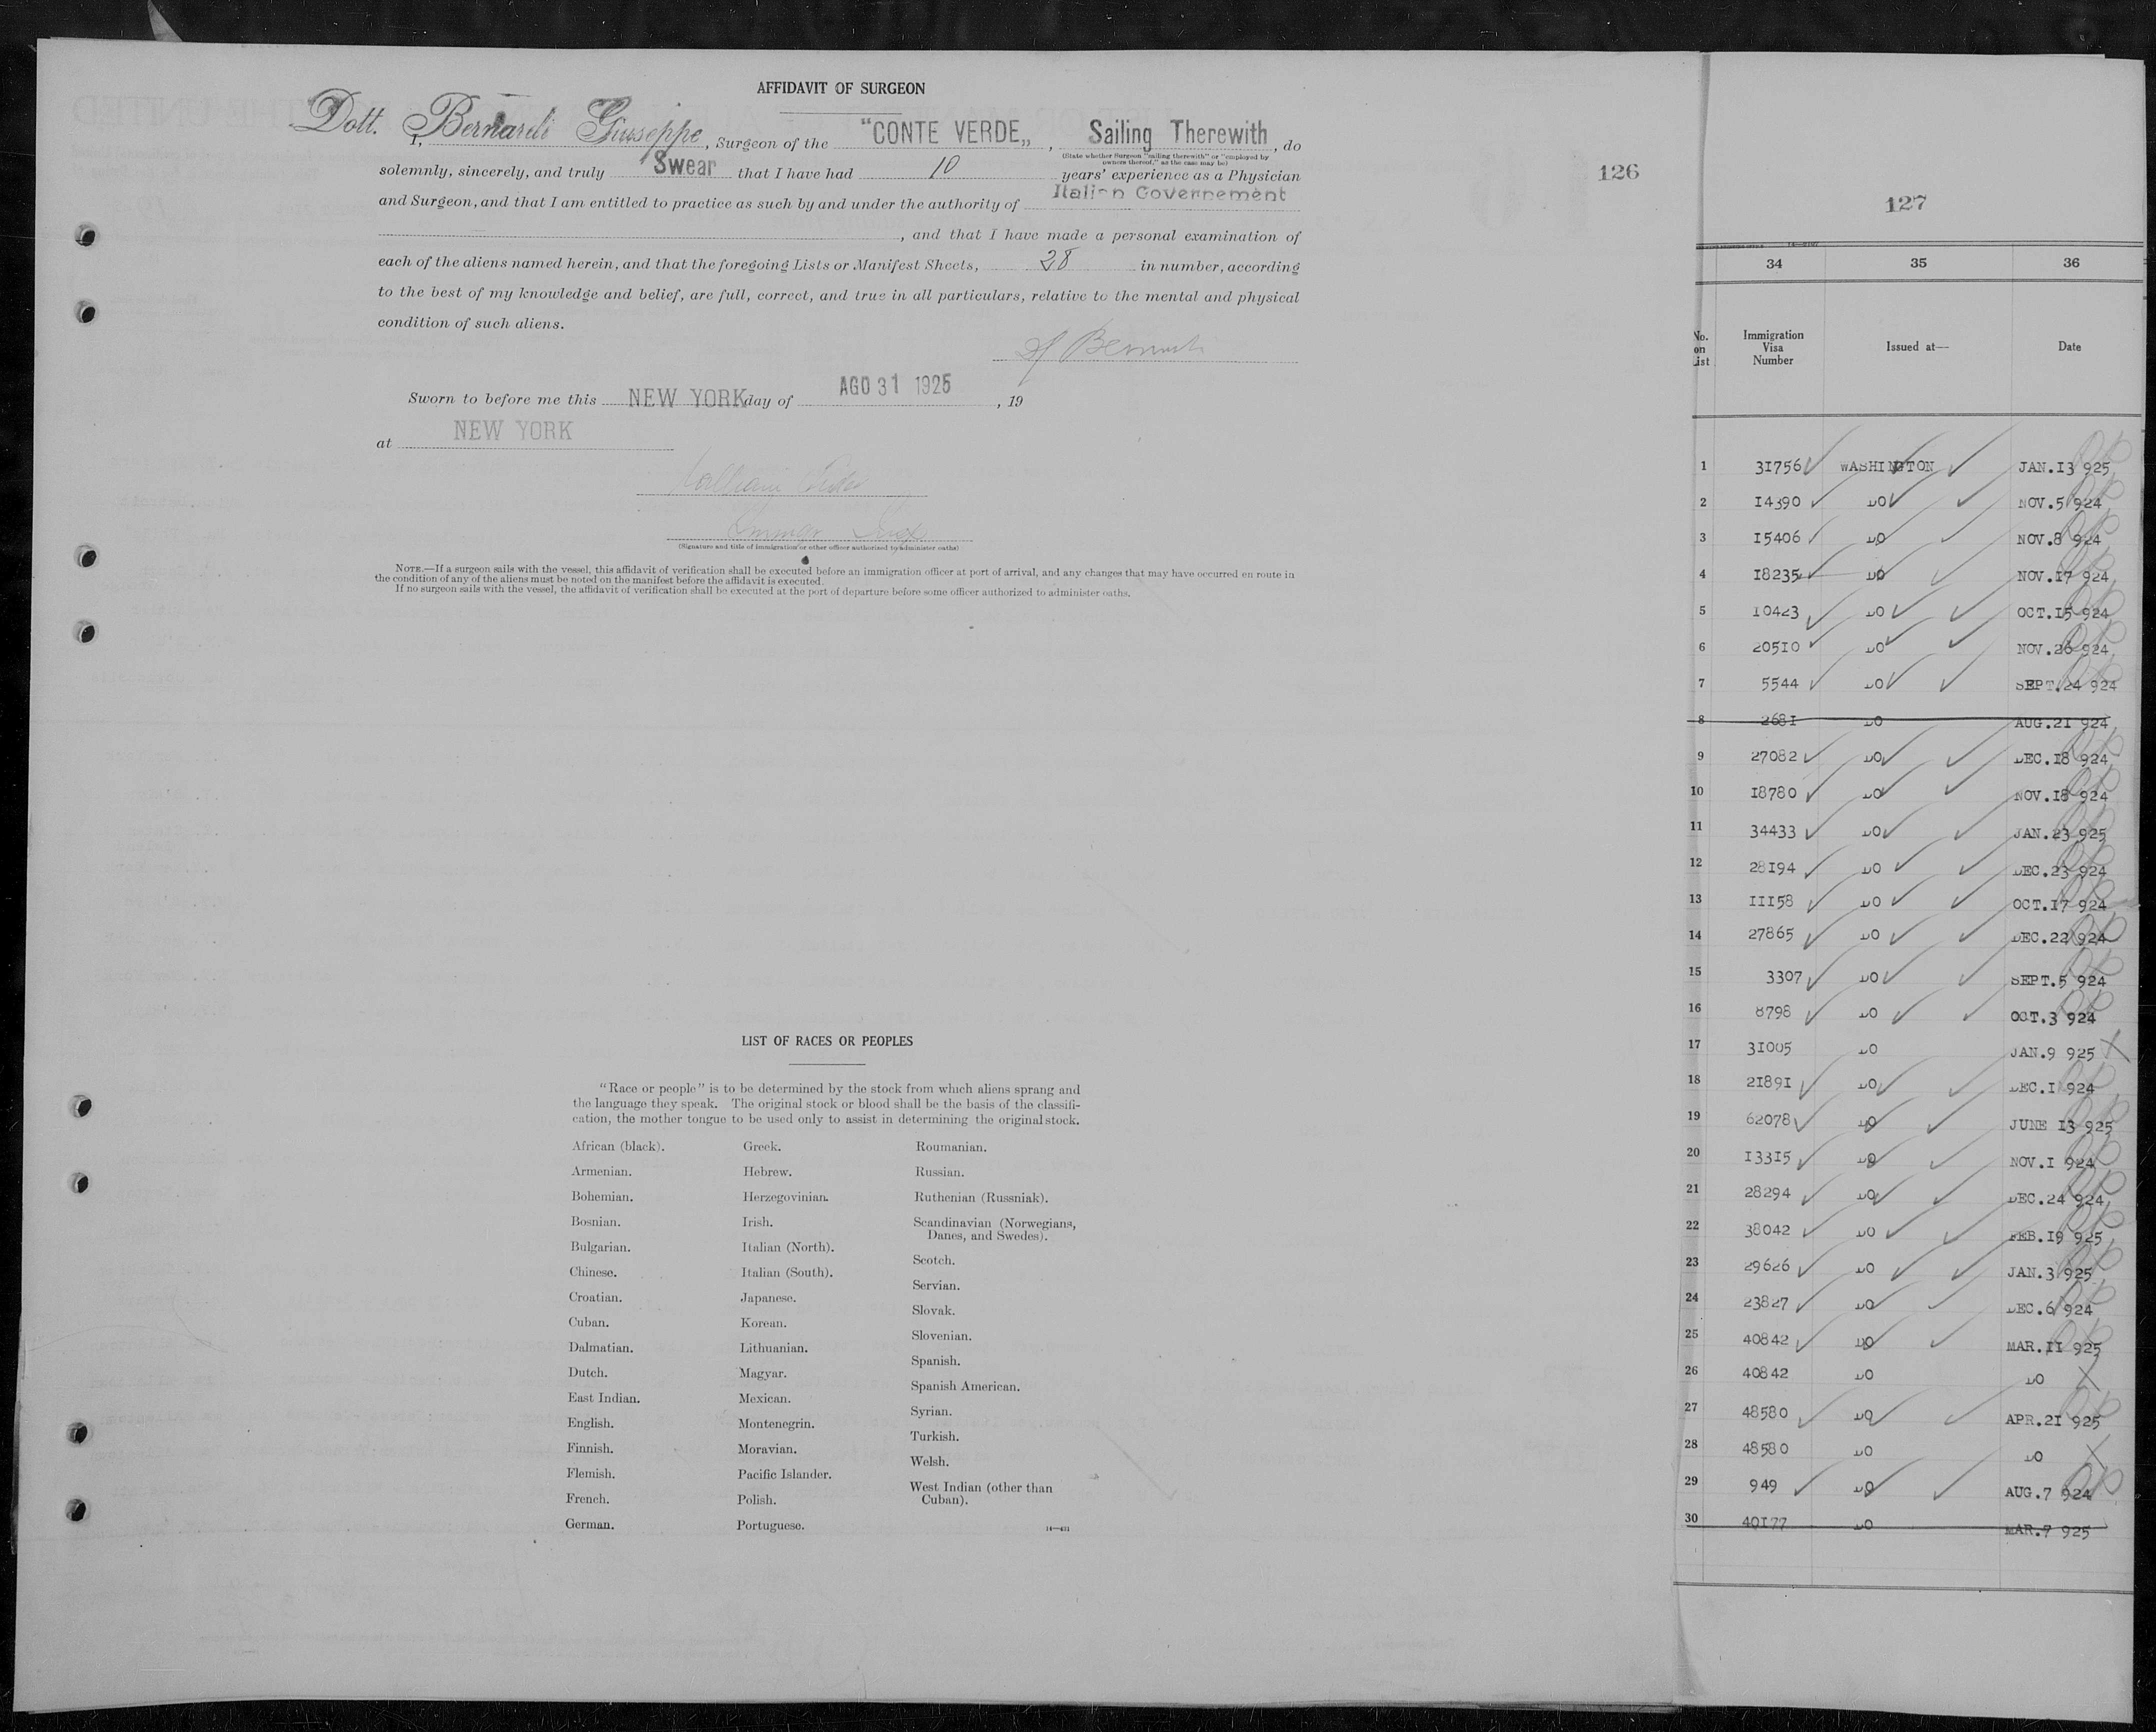 AFFIDAVIT OF SURGEON
Dott. I, Bernardi Giuseppe, Surgeon of the "CONTE VERDE„, Sailing Therewith, do
(State whether Surgeon "sailing therewith" or "employed by
owners thereof," as the case may be)
solemnly, sincerely, and truly Swear that I have had 10 years' experience as a Physician
and Surgeon, and that I am entitled to practice as such by and under the authority of Italian Governement
, and that I have made a personal examination of
each of the aliens named herein, and that the foregoing Lists or Manifest Sheets, 28 in number, according
to the best of my knowledge and belief, are full, correct, and true in all particulars, relative to the mental and physical
condition of such aliens.
Sworn to before me this NEW YORK day of AGO 31 1925, 19
at NEW YORK
(Signature and title of immigration or other officer authorized to administer oaths)
NOTE.—If a surgeon sails with the vessel, this affidavit of verification shall be executed before an immigration officer at port of arrival, and any changes that may have occurred en route in
the condition of any of the aliens must be noted on the manifest before the affidavit is executed.
If no surgeon sails with the vessel, the affidavit of verification shall be executed at the port of departure before some officer authorized to administer oaths.
LIST OF RACES OR PEOPLES
"Race or people" is to be determined by the stock from which aliens sprang and
the language they speak. The original stock or blood shall be the basis of the classifi-
cation, the mother tongue to be used only to assist in determining the original stock.
African (black).
Armenian.
Bohemian.
Bosnian.
Bulgarian.
Chinese.
Croatian.
Cuban.
Dalmatian.
Dutch.
East Indian.
English.
Finnish.
Flemish.
French.
German.
Greek.
Hebrew.
Herzegovinian.
Irish.
Italian (North).
Italian (South).
Japanese.
Korean.
Lithuanian.
Magyar.
Mexican.
Montenegrin.
Moravian.
Pacific Islander.
Polish.
Portuguese.
Roumanian.
Russian.
Ruthenian (Russniak).
Scandinavian (Norwegians,
Danes, and Swedes).
Scotch.
Servian.
Slovak.
Slovenian.
Spanish.
Spanish American.
Syrian.
Turkish.
Welsh.
West Indian (other than
Cuban).
14—431
126
127
34 35 36
No. on List Immigration Visa Number Issued at— Date
1 31756 WASHINGTON JAN.13 925
2 14390 DO NOV.5 924
3 15406 DO NOV.8 924
4 18235 DO NOV.17 924
5 10423 DO OCT.15 924
6 20510 DO NOV.26 924
7 5544 DO SEPT.24 924
8 2681 DO AUG.21 924
9 27082 DO DEC.18 924
10 18780 DO NOV.18 924
11 34433 DO JAN.23 925
12 28194 DO DEC.23 924
13 11158 DO OCT.17 924
14 27865 DO DEC.22 924
15 3307 DO SEPT.5 924
16 8798 DO OCT.3 924
17 31005 DO JAN.9 925
18 21891 DO DEC.1 924
19 62078 DO JUNE 13 925
20 13315 DO NOV.1 924
21 28294 DO DEC.24 924
22 38042 DO FEB.19 925
23 29626 DO JAN.3 925
24 23827 DO DEC.6 924
25 40842 DO MAR.11 925
26 40842 DO DO
27 48580 DO APR.21 925
28 48580 DO DO
29 949 DO AUG.7 924
30 40177 DO MAR.7 925